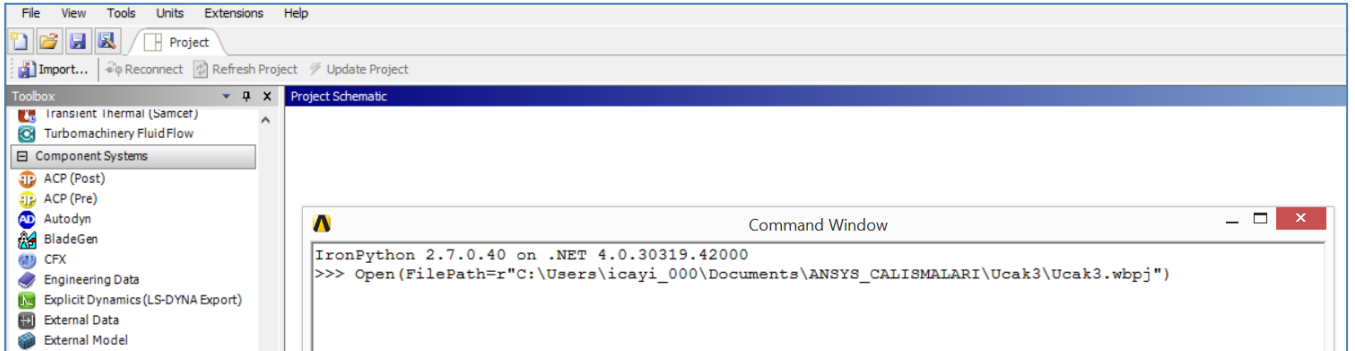 File View Tools Units Extensions Help
Project
Import... Reconnect Refresh Project Update Project
Toolbox
Project Schematic
Transient Thermal (Samcef)
Turbomachinery Fluid Flow
Component Systems
ACP (Post)
ACP (Pre)
Autodyn
BladeGen
CFX
Engineering Data
Explicit Dynamics (LS-DYNA Export)
External Data
External Model
Command Window
IronPython 2.7.0.40 on .NET 4.0.30319.42000
>>> Open(FilePath=r"C:\Users\icayi_000\Documents\ANSYS_CALISMALARI\Ucak3\Ucak3.wbpj")